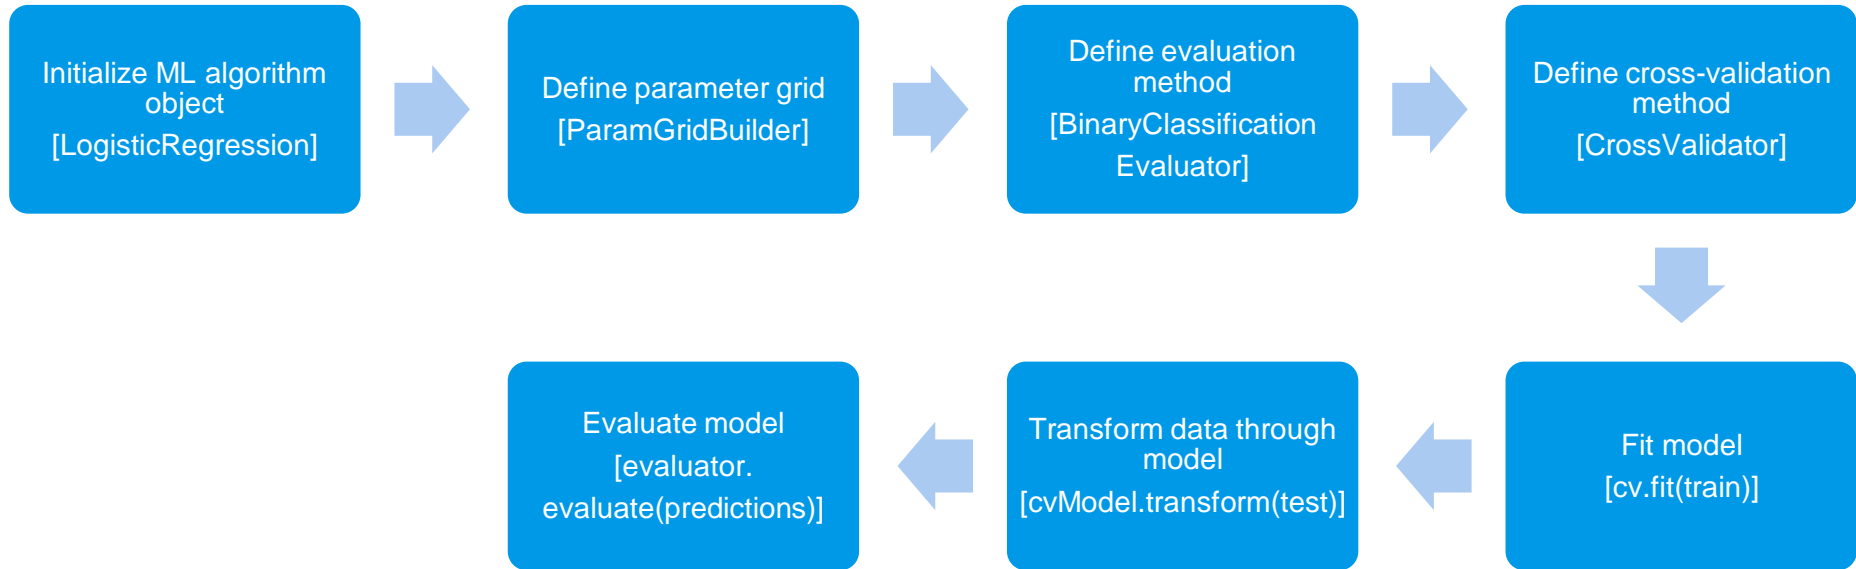 Initialize ML algorithm
object
[LogisticRegression]
Define parameter grid
[ParamGridBuilder]
Define evaluation
method
[BinaryClassification
Evaluator]
Define cross-validation
method
[CrossValidator]
Fit model
[cv.fit(train)]
Transform data through
model
[cvModel.transform(test)]
Evaluate model
[evaluator.
evaluate(predictions)]